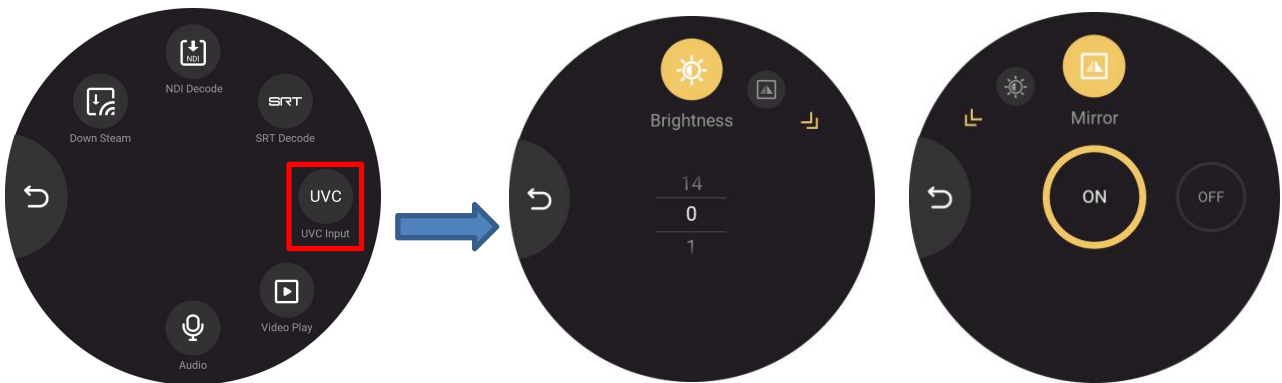 NDI
NDI Decode
SRT
SRT Decode
Down Steam
UVC
UVC Input
Video Play
Audio
Brightness
14
0
1
Mirror
ON
OFF